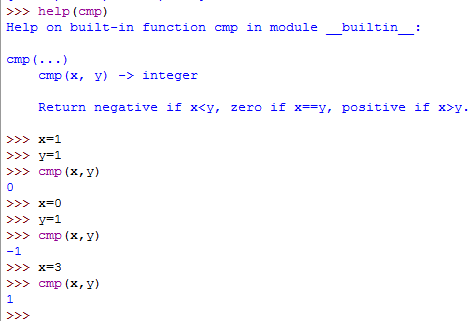 >>> help(cmp)
Help on built-in function cmp in module __builtin__:
cmp(...)
    cmp(x, y) -> integer
    Return negative if x<y, zero if x==y, positive if x>y.
>>> x=1
>>> y=1
>>> cmp(x,y)
0
>>> x=0
>>> y=1
>>> cmp(x,y)
-1
>>> x=3
>>> cmp(x,y)
1
>>>